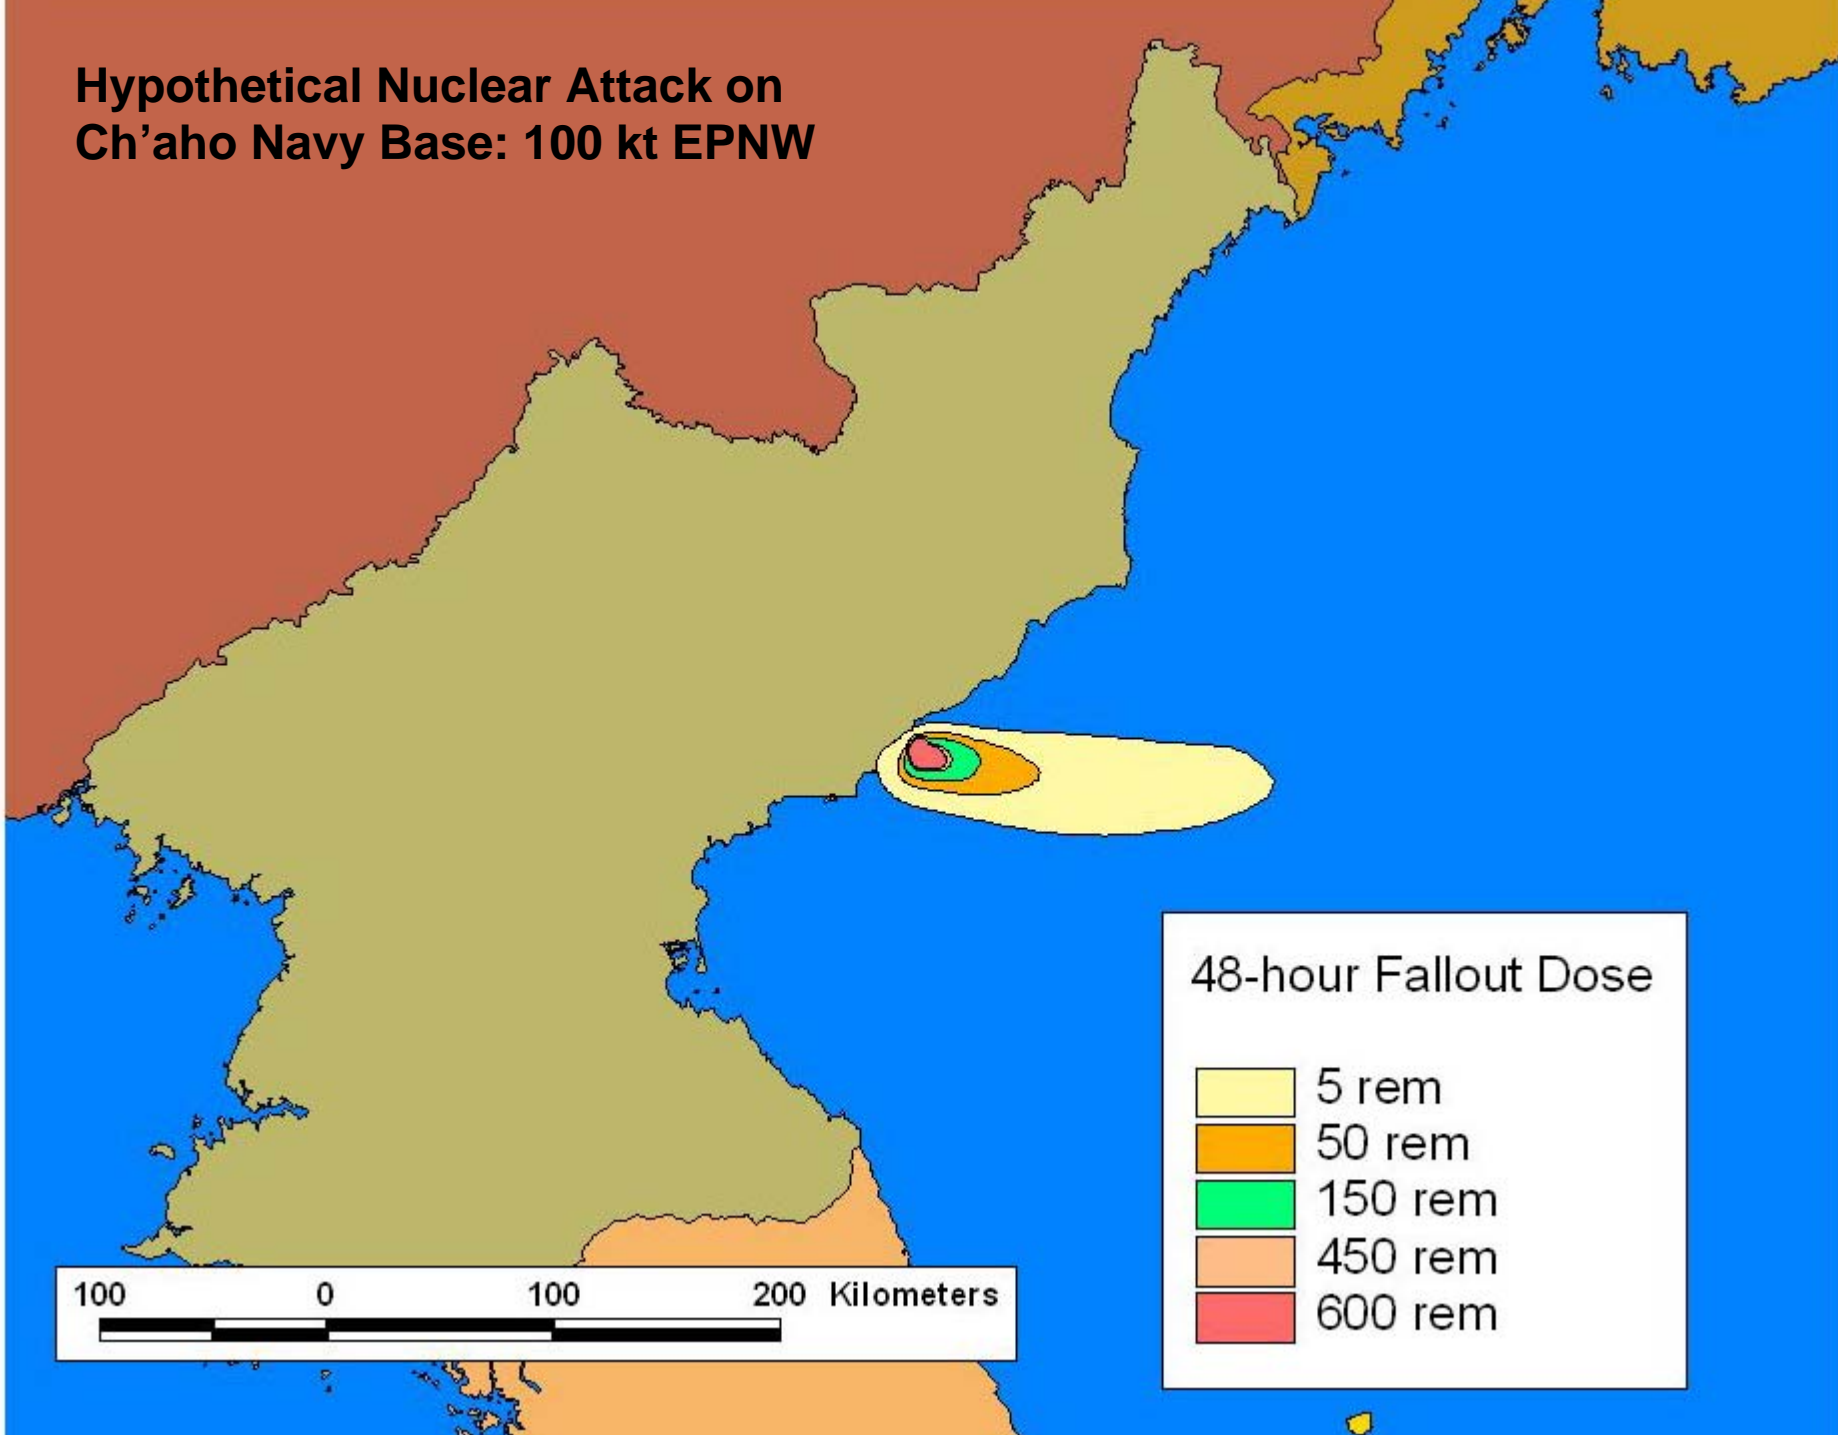 Hypothetical Nuclear Attack on
Ch’aho Navy Base: 100 kt EPNW
48-hour Fallout Dose
5 rem
50 rem
150 rem
450 rem
600 rem
100 0 100 200 Kilometers